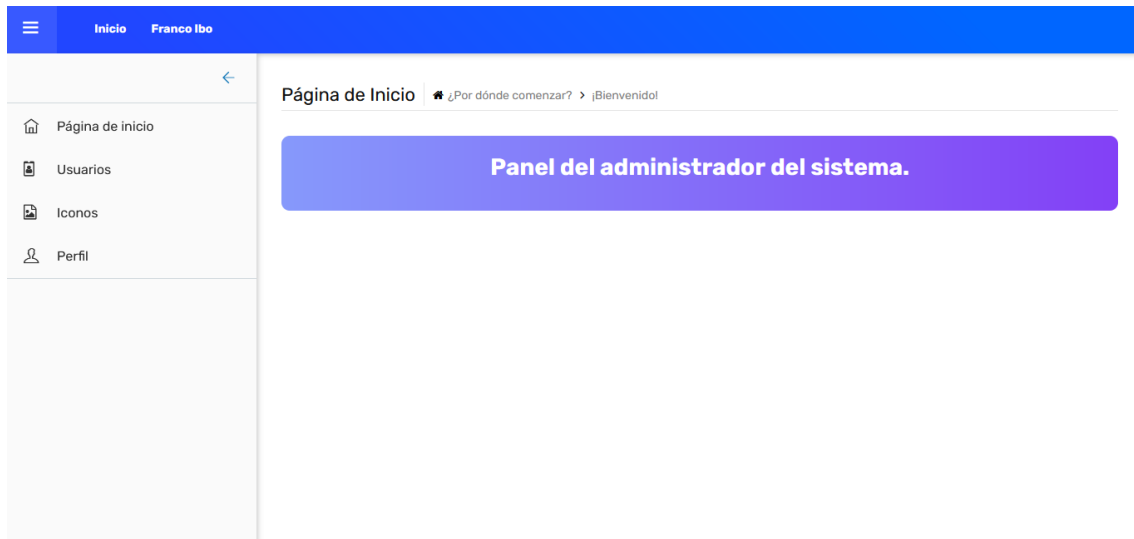 Inicio Franco Ibo
Página de Inicio ¿Por dónde comenzar? > ¡Bienvenido!
Página de inicio
Usuarios
Iconos
Perfil
Panel del administrador del sistema.